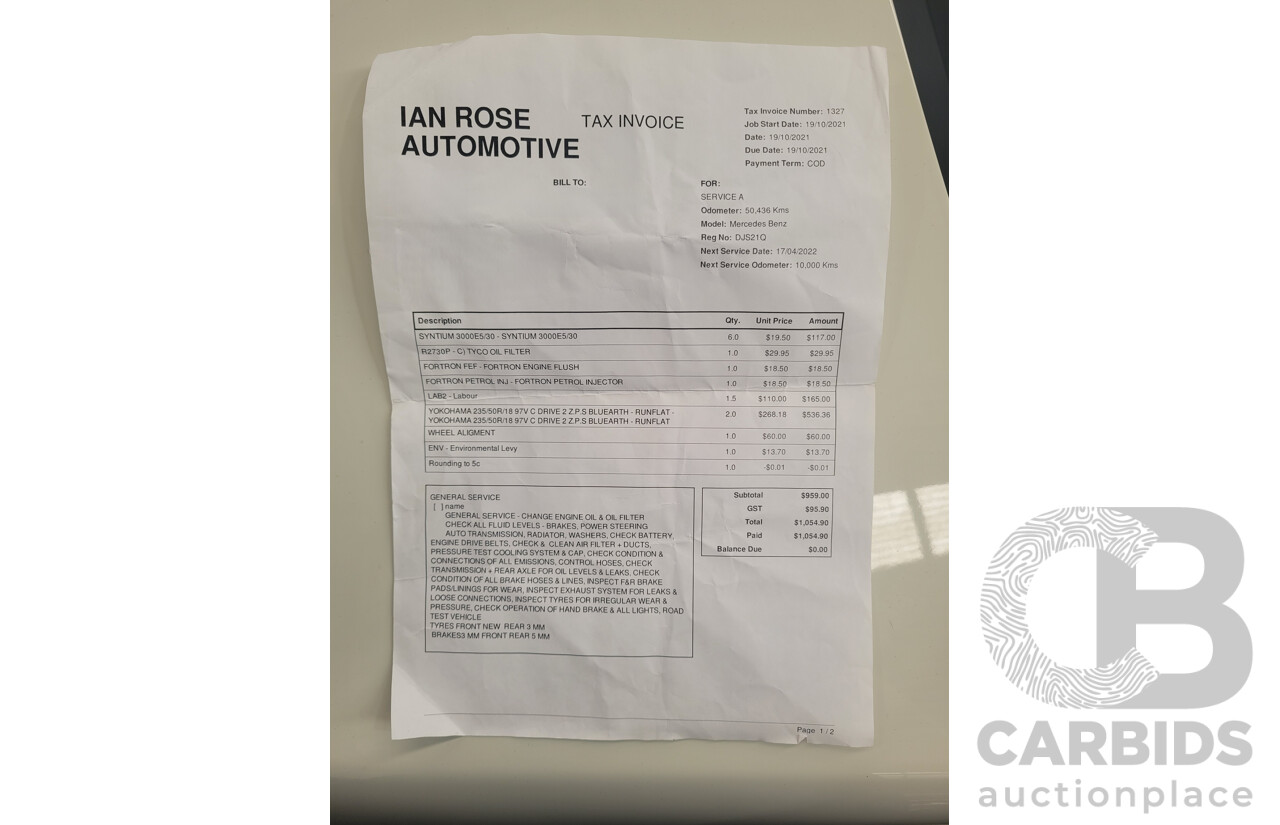 IAN ROSE
AUTOMOTIVE
TAX INVOICE
Tax Invoice Number: 1327
Job Start Date: 19/10/2021
Date: 19/10/2021
Due Date: 19/10/2021
Payment Term: COD
BILL TO:
FOR:
SERVICE A
Odometer: 50,436 Kms
Model: Mercedes Benz
Reg No: DJS21Q
Next Service Date: 17/04/2022
Next Service Odometer: 10,000 Kms
Description Qty. Unit Price Amount
SYNTIUM 3000E5/30 - SYNTIUM 3000E5/30 6.0 $19.50 $117.00
R2730P - C) TYCO OIL FILTER 1.0 $29.95 $29.95
FORTRON FEF - FORTRON ENGINE FLUSH 1.0 $18.50 $18.50
FORTRON PETROL INJ - FORTRON PETROL INJECTOR 1.0 $18.50 $18.50
LAB2 - Labour 1.5 $110.00 $165.00
YOKOHAMA 235/50R/18 97V C DRIVE 2 Z.P.S BLUEARTH - RUNFLAT - 2.0 $268.18 $536.36
YOKOHAMA 235/50R/18 97V C DRIVE 2 Z.P.S BLUEARTH - RUNFLAT
WHEEL ALIGMENT 1.0 $60.00 $60.00
ENV - Environmental Levy 1.0 $13.70 $13.70
Rounding to 5c 1.0 -$0.01 -$0.01
GENERAL SERVICE
[ ] name
GENERAL SERVICE - CHANGE ENGINE OIL & OIL FILTER
CHECK ALL FLUID LEVELS - BRAKES, POWER STEERING
AUTO TRANSMISSION, RADIATOR, WASHERS, CHECK BATTERY,
ENGINE DRIVE BELTS, CHECK & CLEAN AIR FILTER + DUCTS,
PRESSURE TEST COOLING SYSTEM & CAP, CHECK CONDITION &
CONNECTIONS OF ALL EMISSIONS, CONTROL HOSES, CHECK
TRANSMISSION + REAR AXLE FOR OIL LEVELS & LEAKS, CHECK
CONDITION OF ALL BRAKE HOSES & LINES, INSPECT F&R BRAKE
PADS/LININGS FOR WEAR, INSPECT EXHAUST SYSTEM FOR LEAKS &
LOOSE CONNECTIONS, INSPECT TYRES FOR IRREGULAR WEAR &
PRESSURE, CHECK OPERATION OF HAND BRAKE & ALL LIGHTS, ROAD
TEST VEHICLE
TYRES FRONT NEW REAR 3 MM
BRAKES3 MM FRONT REAR 5 MM
Subtotal $959.00
GST $95.90
Total $1,054.90
Paid $1,054.90
Balance Due $0.00
Page 1 / 2
CB
CARBIDS
auctionplace